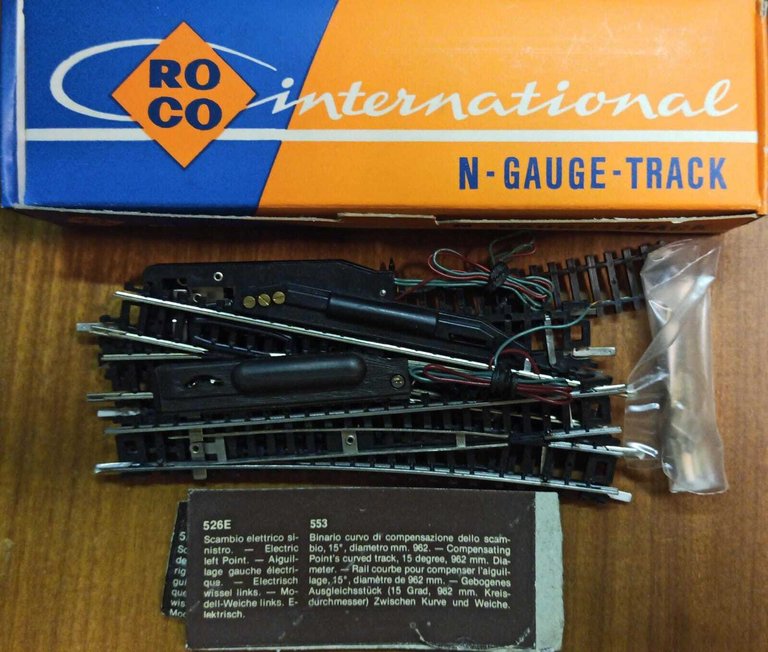 RO
CO
international
N-GAUGE-TRACK
526E
Scambio elettrico si-
nistro. — Electric
left Point. — Aiguil-
lage gauche électri-
que. — Elektrisch
wissel links. — Mo-
dell-Weiche links. E-
lektrisch.
553
Binario curvo di compensazione dello scam-
bio, 15°, diametro mm. 962. — Compensating
Point's curved track, 15 degree, 962 mm. Dia-
meter. — Rail courbe pour compenser l'aiguil-
lage, 15°, diamètre de 962 mm. — Gebogenes
Ausgleichsstück (15 Grad, 962 mm. Kreis-
durchmesser) Zwischen Kurve und Weiche.